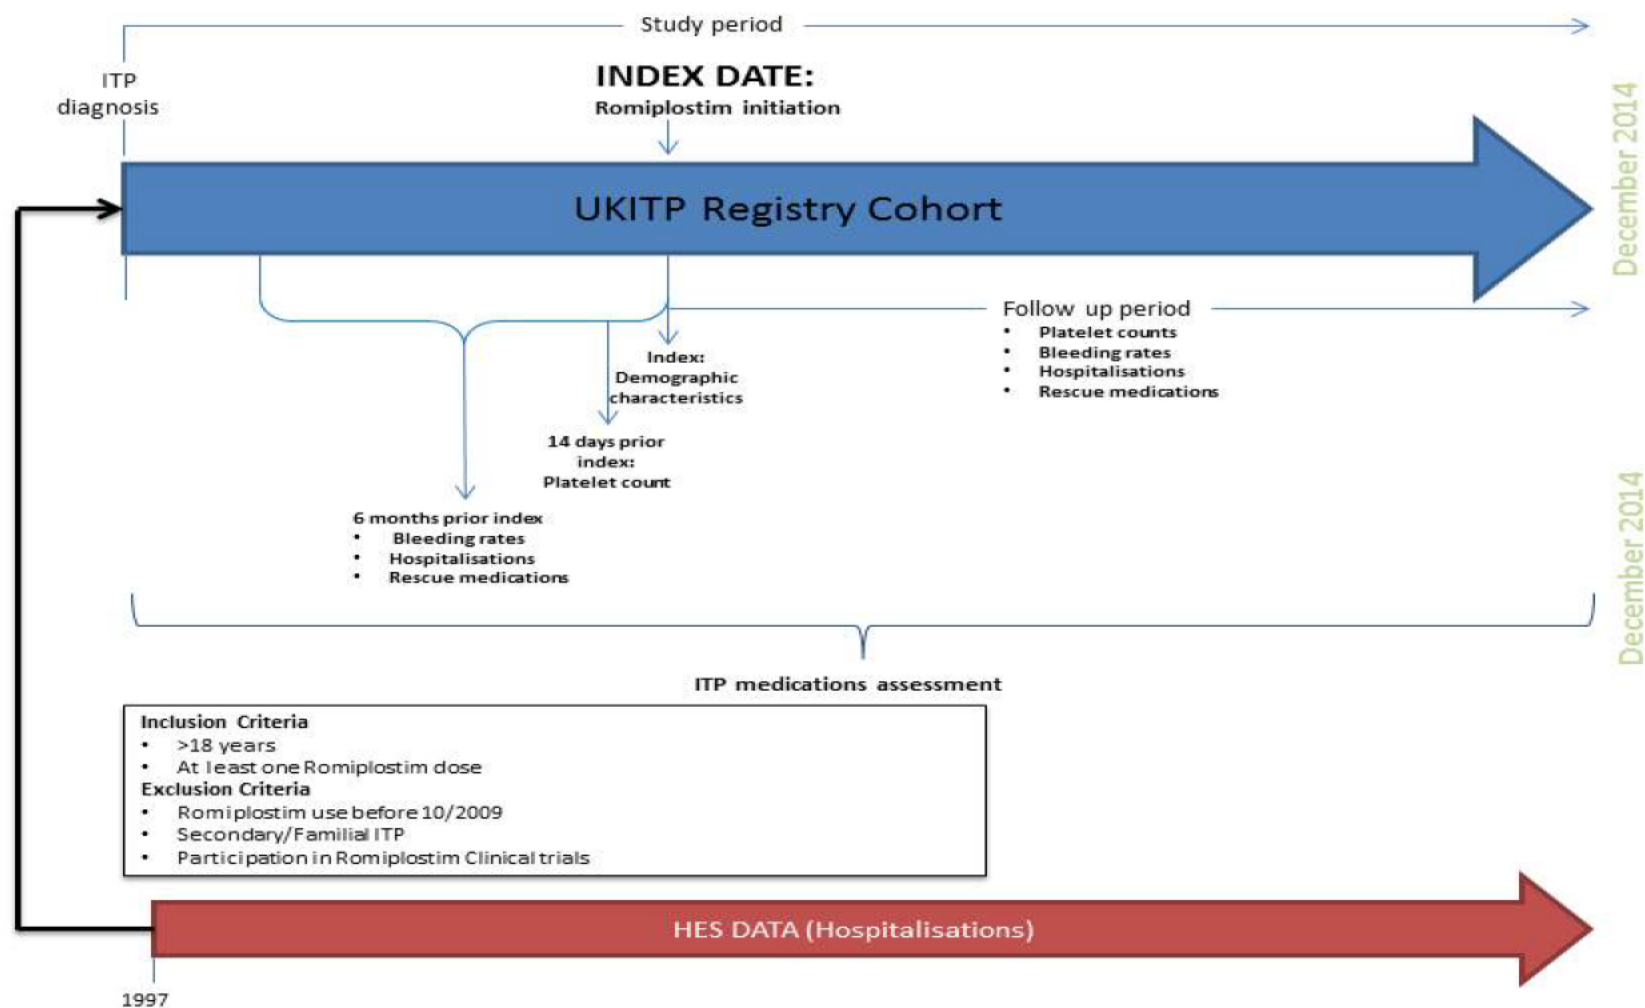 Study period
ITP
diagnosis
INDEX DATE:
Romiplostim initiation
December 2014
UKITP Registry Cohort
Follow up period
• Platelet counts
• Bleeding rates
• Hospitalisations
• Rescue medications
Index:
Demographic
characteristics
14 days prior
index:
Platelet count
6 months prior index
• Bleeding rates
• Hospitalisations
• Rescue medications
December 2014
ITP medications assessment
Inclusion Criteria
• >18 years
• At least one Romiplostim dose
Exclusion Criteria
• Romiplostim use before 10/2009
• Secondary/Familial ITP
• Participation in Romiplostim Clinical trials
HES DATA (Hospitalisations)
1997